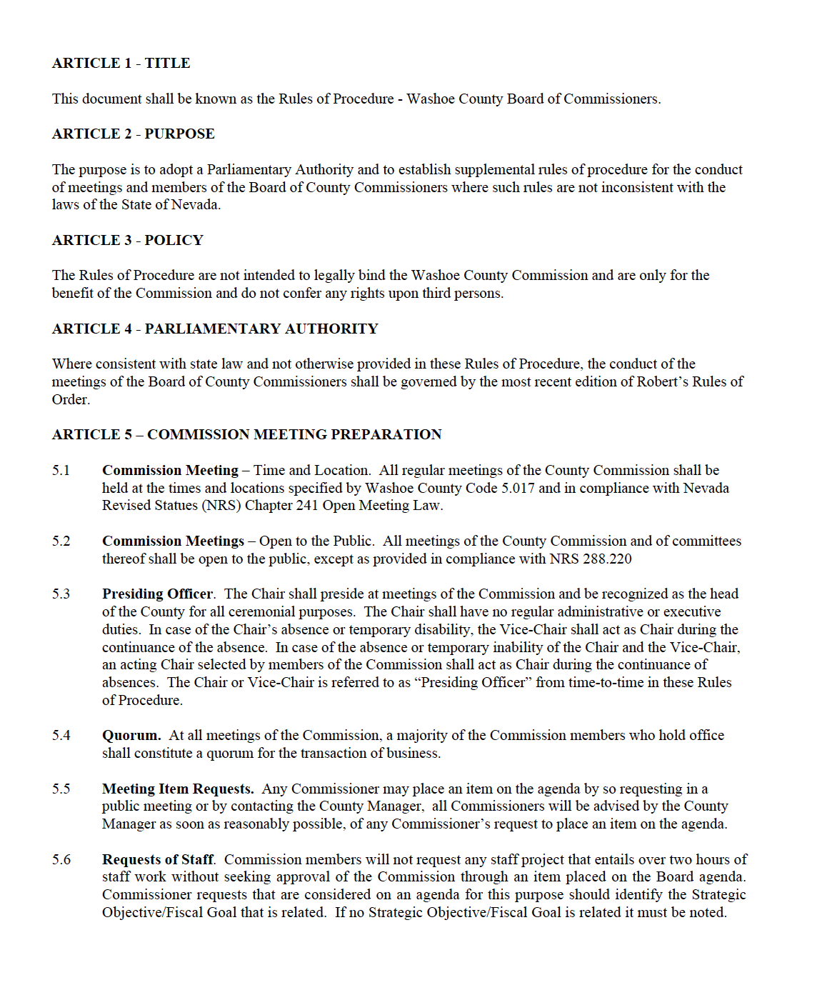 ARTICLE 1 - TITLE
This document shall be known as the Rules of Procedure - Washoe County Board of Commissioners.
ARTICLE 2 - PURPOSE
The purpose is to adopt a Parliamentary Authority and to establish supplemental rules of procedure for the conduct
of meetings and members of the Board of County Commissioners where such rules are not inconsistent with the
laws of the State of Nevada.
ARTICLE 3 - POLICY
The Rules of Procedure are not intended to legally bind the Washoe County Commission and are only for the
benefit of the Commission and do not confer any rights upon third persons.
ARTICLE 4 - PARLIAMENTARY AUTHORITY
Where consistent with state law and not otherwise provided in these Rules of Procedure, the conduct of the
meetings of the Board of County Commissioners shall be governed by the most recent edition of Robert’s Rules of
Order.
ARTICLE 5 – COMMISSION MEETING PREPARATION
5.1 Commission Meeting – Time and Location. All regular meetings of the County Commission shall be
held at the times and locations specified by Washoe County Code 5.017 and in compliance with Nevada
Revised Statues (NRS) Chapter 241 Open Meeting Law.
5.2 Commission Meetings – Open to the Public. All meetings of the County Commission and of committees
thereof shall be open to the public, except as provided in compliance with NRS 288.220
5.3 Presiding Officer. The Chair shall preside at meetings of the Commission and be recognized as the head
of the County for all ceremonial purposes. The Chair shall have no regular administrative or executive
duties. In case of the Chair’s absence or temporary disability, the Vice-Chair shall act as Chair during the
continuance of the absence. In case of the absence or temporary inability of the Chair and the Vice-Chair,
an acting Chair selected by members of the Commission shall act as Chair during the continuance of
absences. The Chair or Vice-Chair is referred to as “Presiding Officer” from time-to-time in these Rules
of Procedure.
5.4 Quorum. At all meetings of the Commission, a majority of the Commission members who hold office
shall constitute a quorum for the transaction of business.
5.5 Meeting Item Requests. Any Commissioner may place an item on the agenda by so requesting in a
public meeting or by contacting the County Manager, all Commissioners will be advised by the County
Manager as soon as reasonably possible, of any Commissioner’s request to place an item on the agenda.
5.6 Requests of Staff. Commission members will not request any staff project that entails over two hours of
staff work without seeking approval of the Commission through an item placed on the Board agenda.
Commissioner requests that are considered on an agenda for this purpose should identify the Strategic
Objective/Fiscal Goal that is related. If no Strategic Objective/Fiscal Goal is related it must be noted.